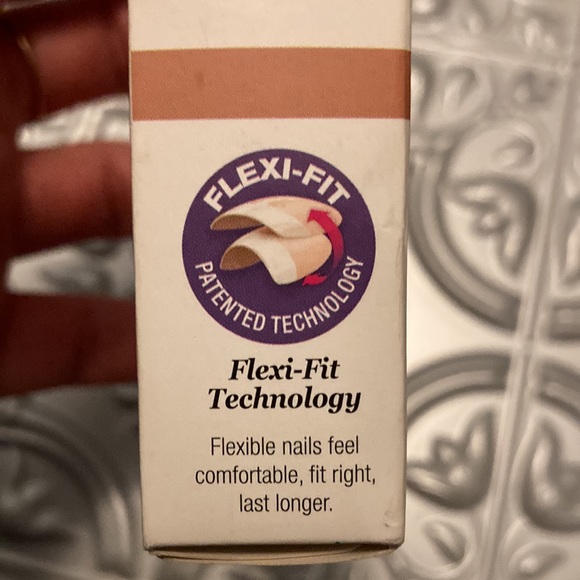 FLEXI-FIT
PATENTED TECHNOLOGY
Flexi-Fit
Technology
Flexible nails feel
comfortable, fit right,
last longer.